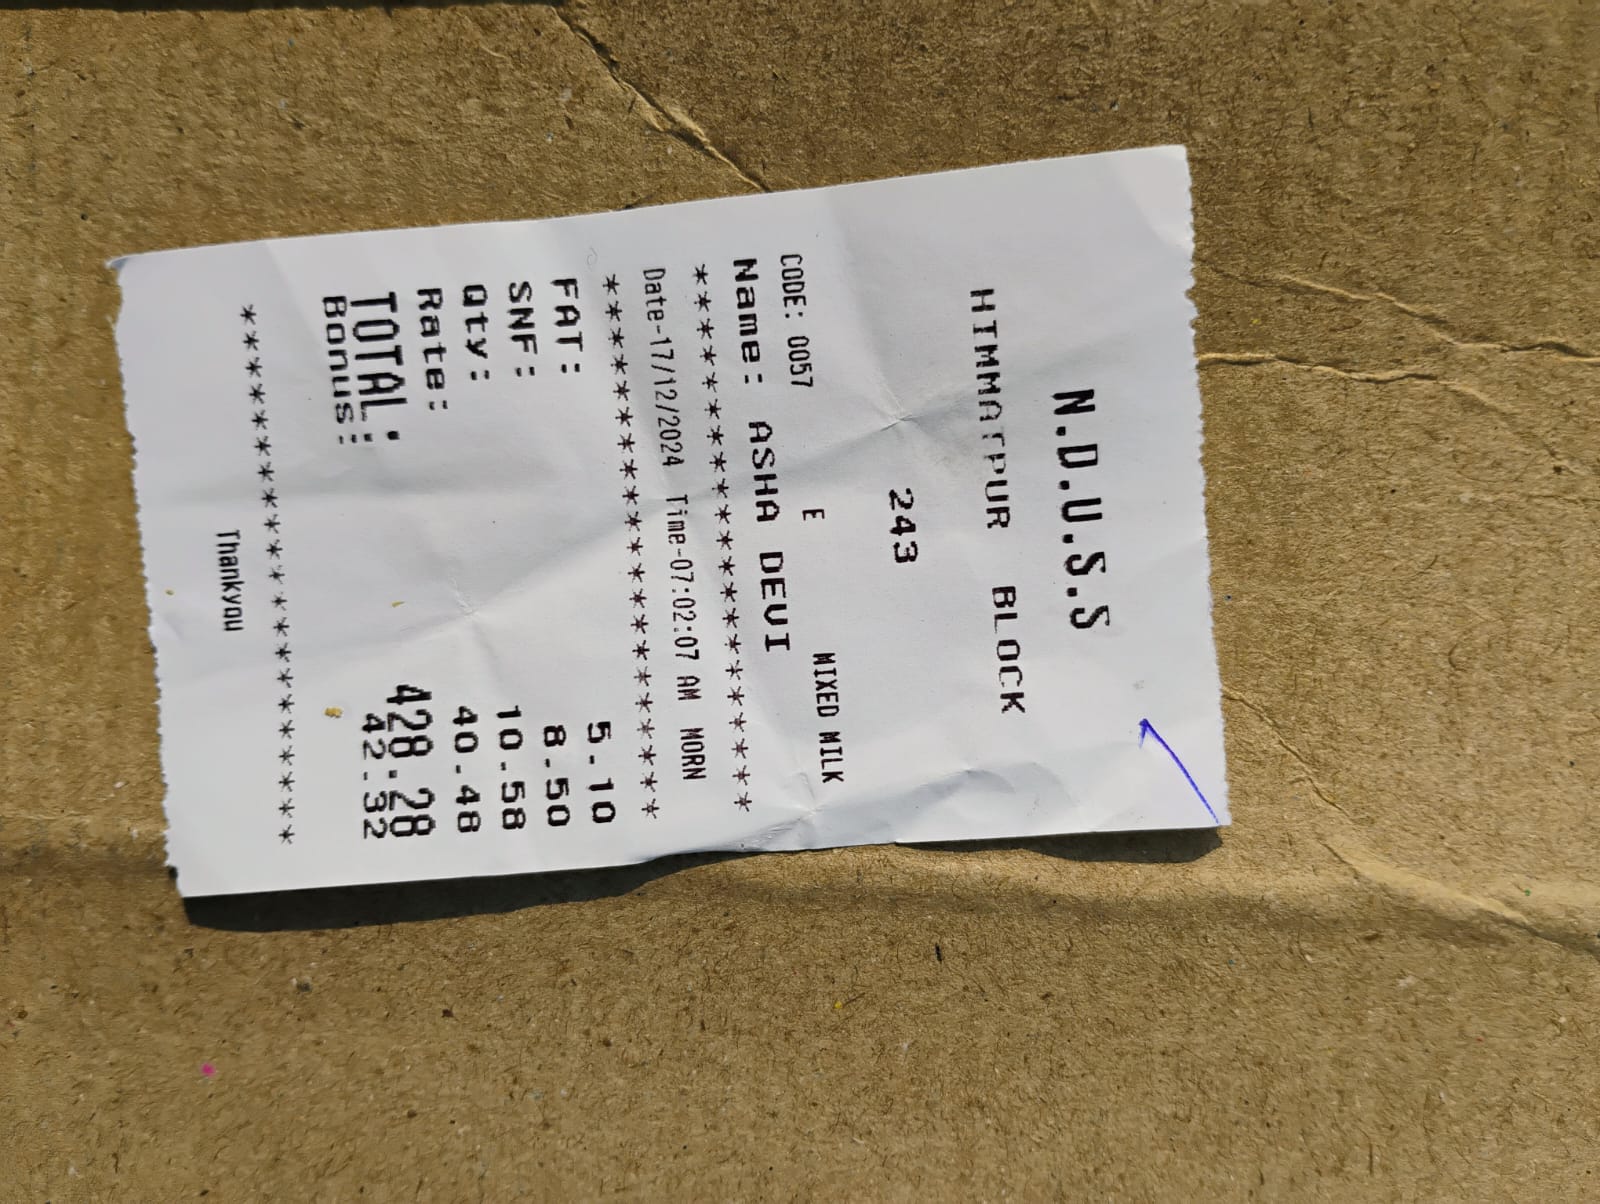 N.D.U.S.S
HIMMATPUR BLOCK
243
CODE: 0057 E MIXED MILK
Name: ASHA DEVI
*********************
Date-17/12/2024 Time-07:02:07 AM MORN
*********************
FAT: 5.10
SNF: 8.50
Qty: 10.58
Rate: 40.48
TOTAL: 428.28
Bonus: 42.32
*********************
Thankyou